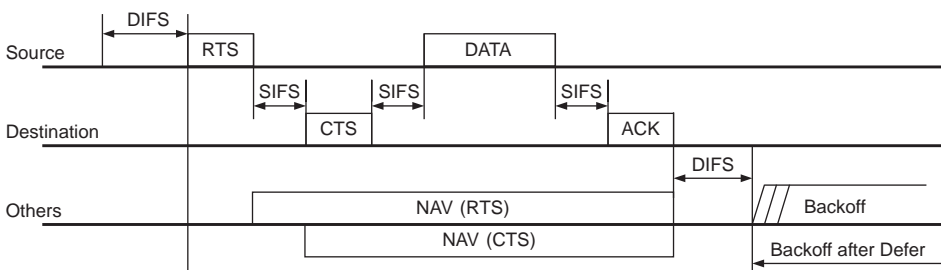 DIFS
Source
RTS
DATA
SIFS
SIFS
SIFS
Destination
CTS
ACK
DIFS
Others
NAV (RTS)
Backoff
NAV (CTS)
Backoff after Defer